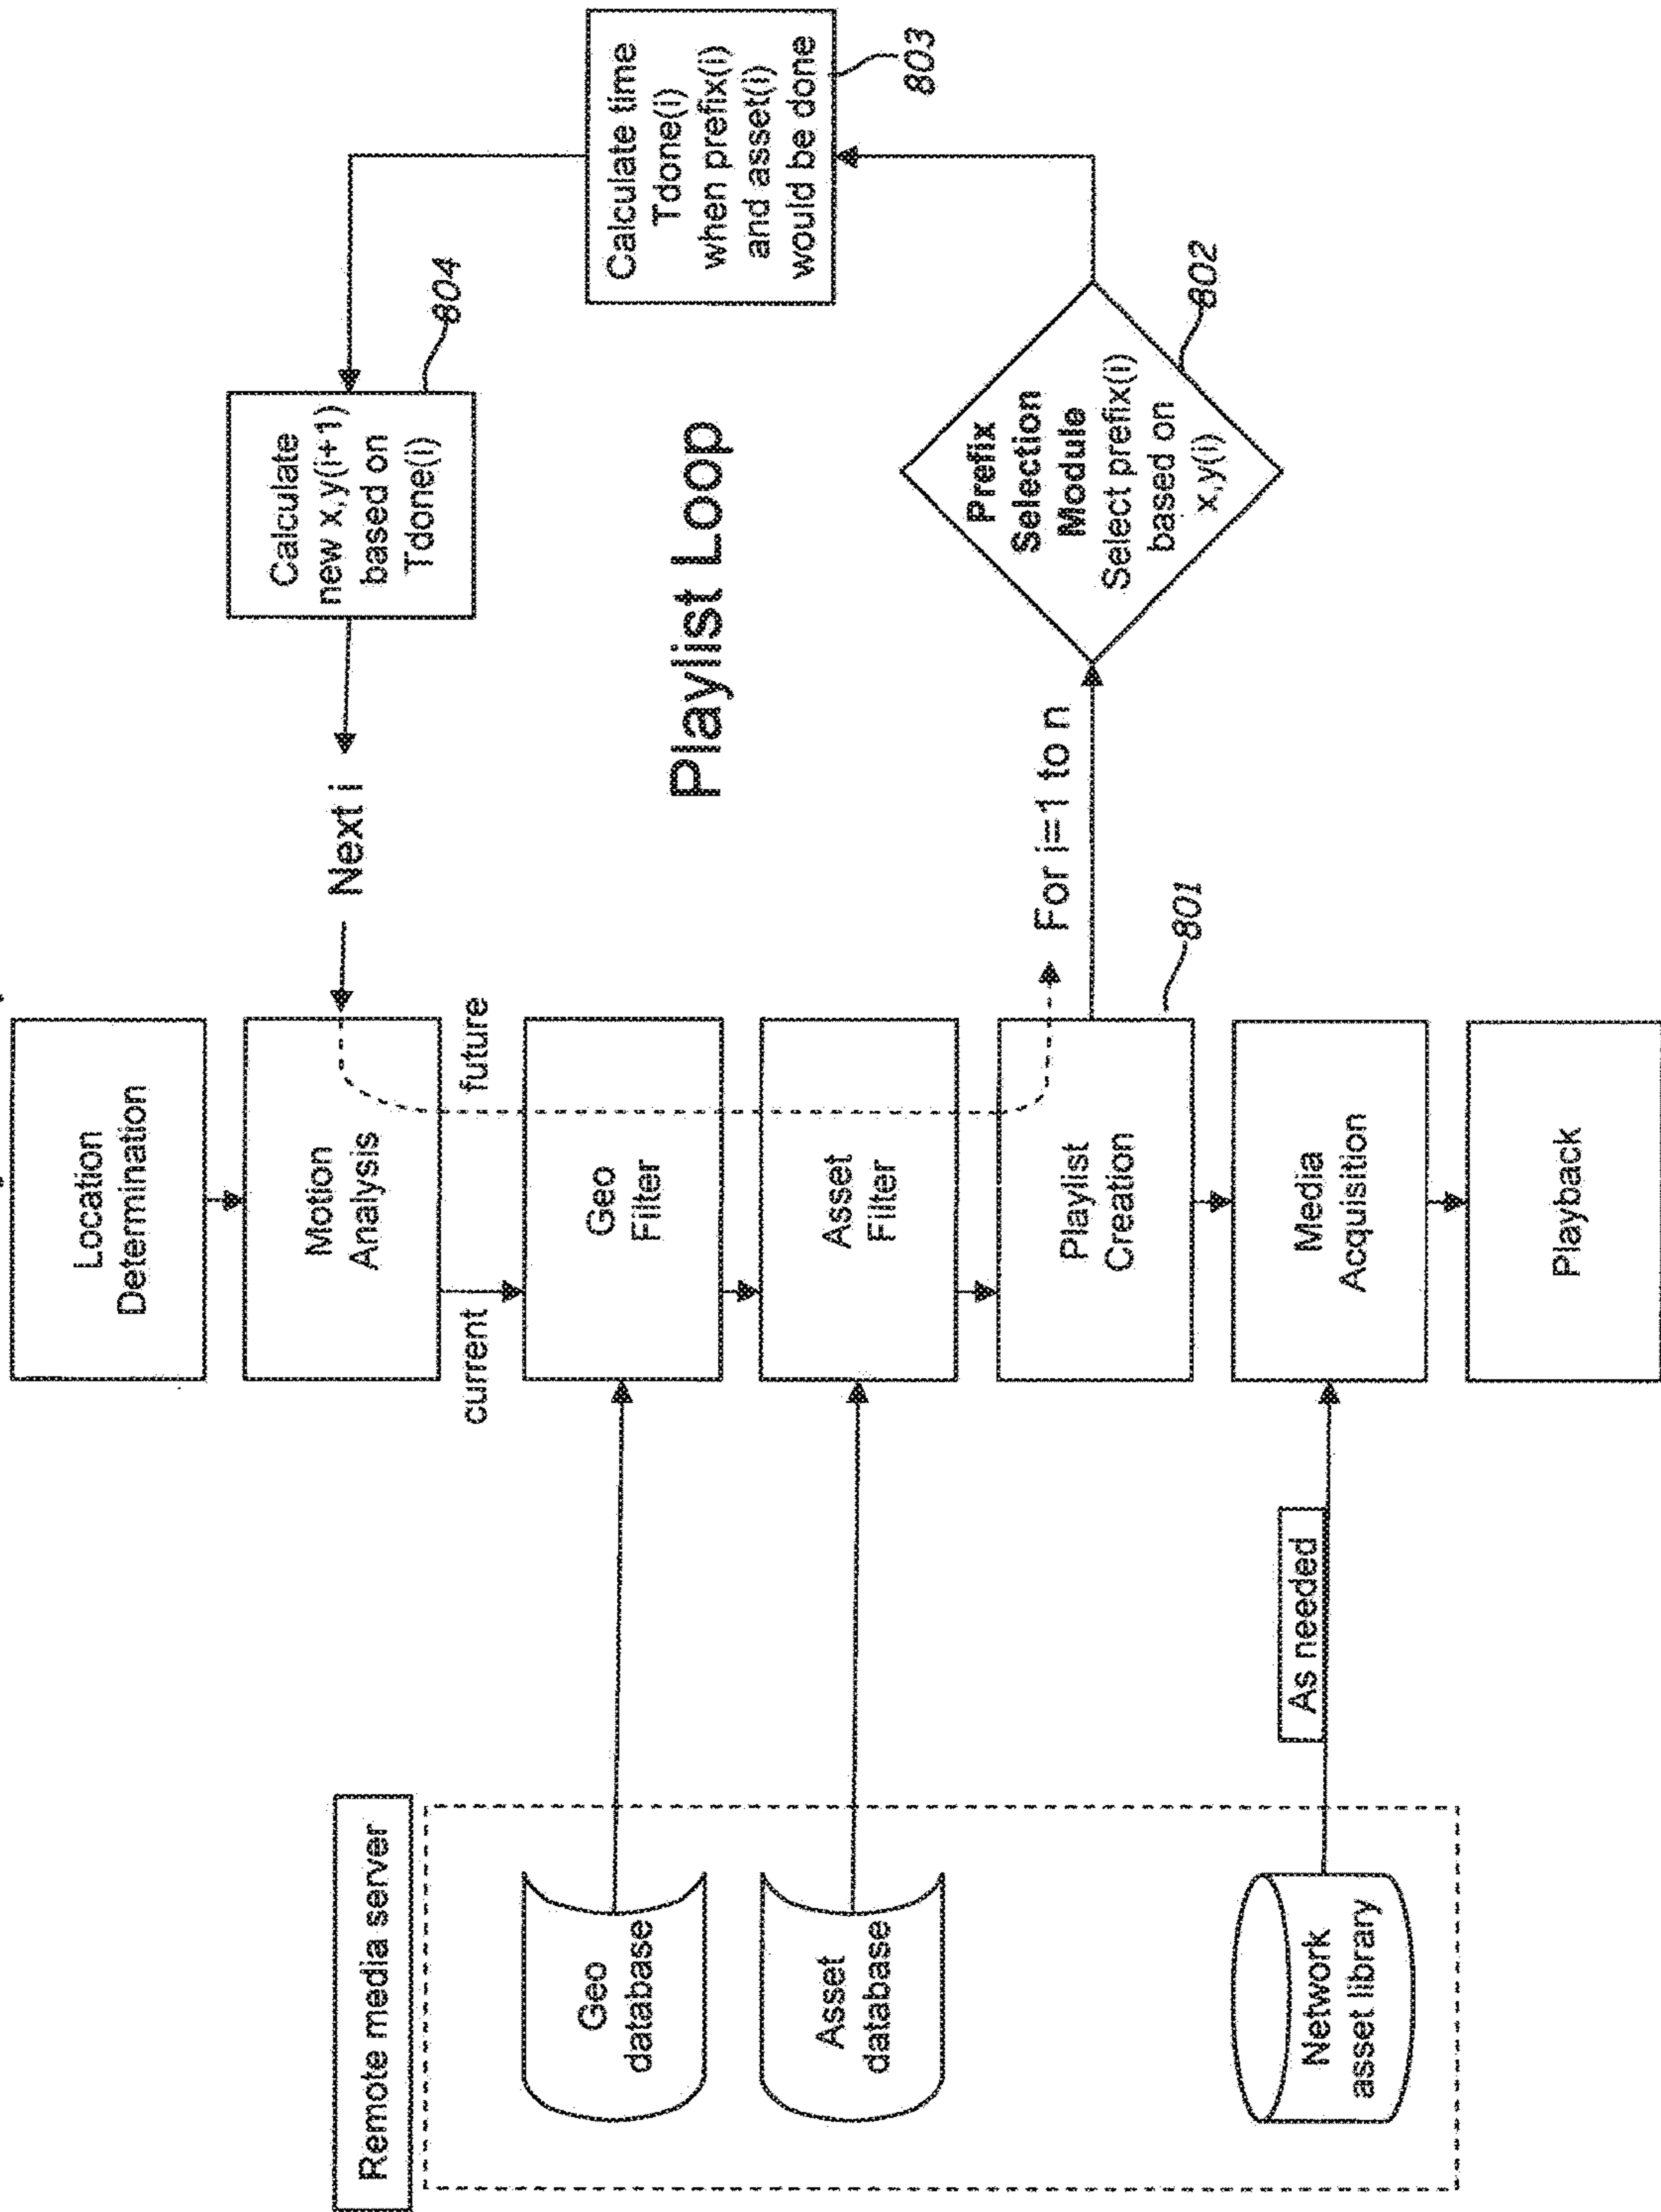 Remote media server
Geo
database
Asset
database
Network
asset library
As needed
Location
Determination
Motion
Analysis
current
future
Geo
Filter
Asset
Filter
Playlist
Creation
801
Media
Acquisition
Playback
Next i
For i=1 to n
Playlist Loop
Calculate
new x,y(i+1)
based on
Tdone(i)
804
Prefix
Selection
Module
Select prefix(i)
based on
x,y(i)
802
Calculate time
Tdone(i)
when prefix(i)
and asset(i)
would be done
803